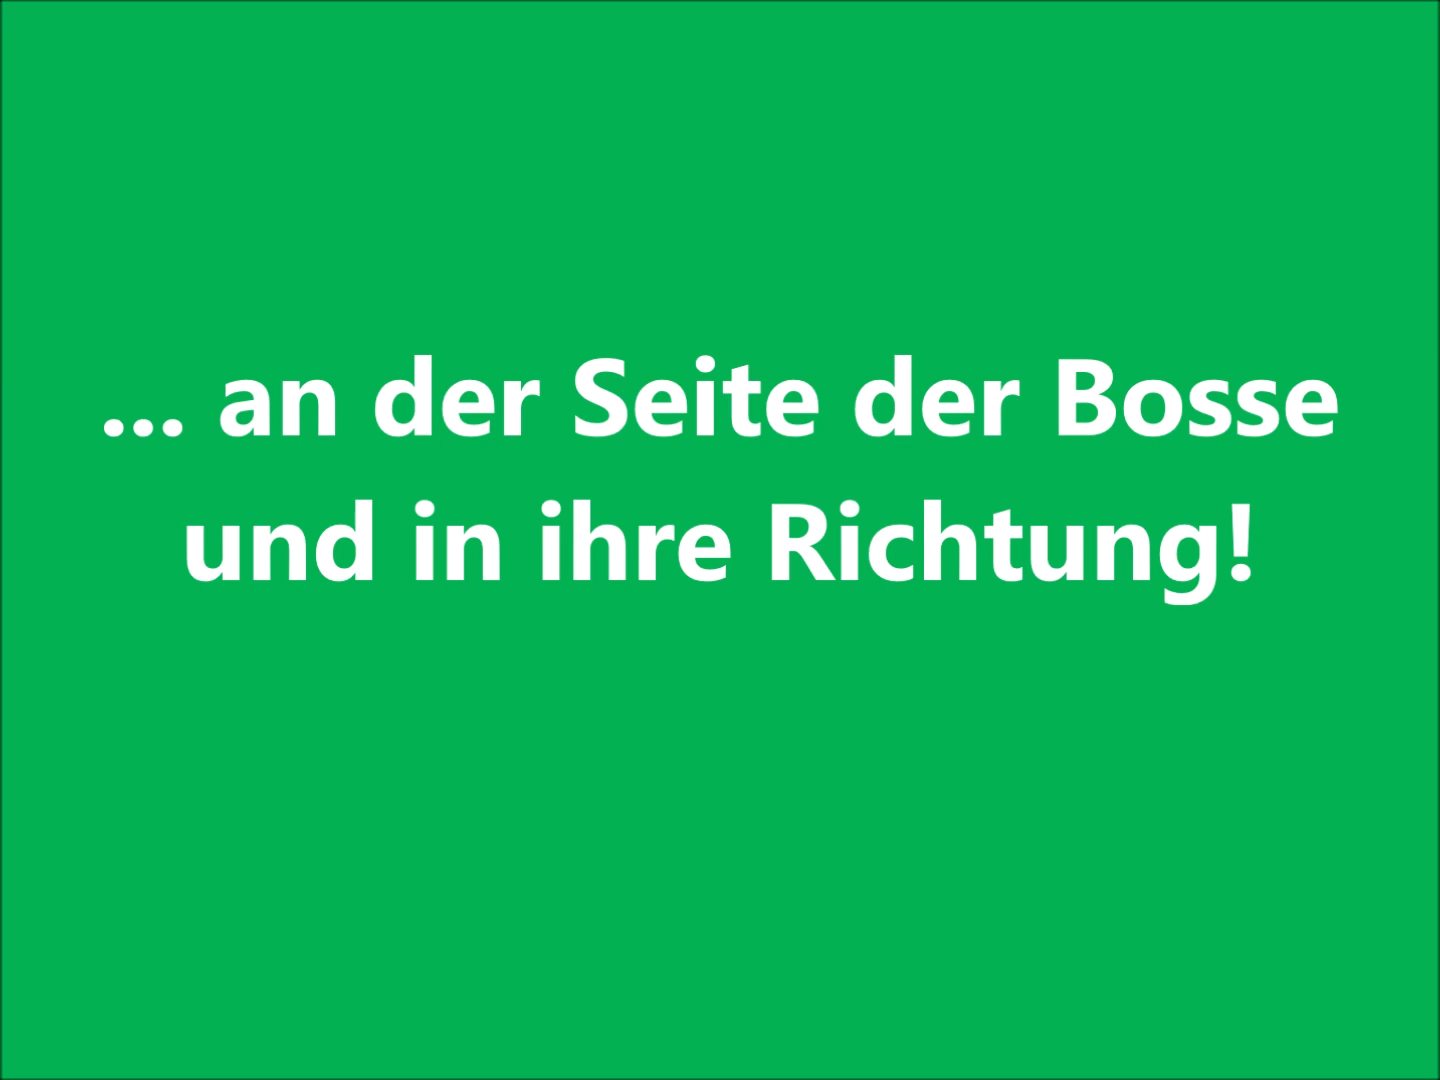 ... an der Seite der Bosse
und in ihre Richtung!